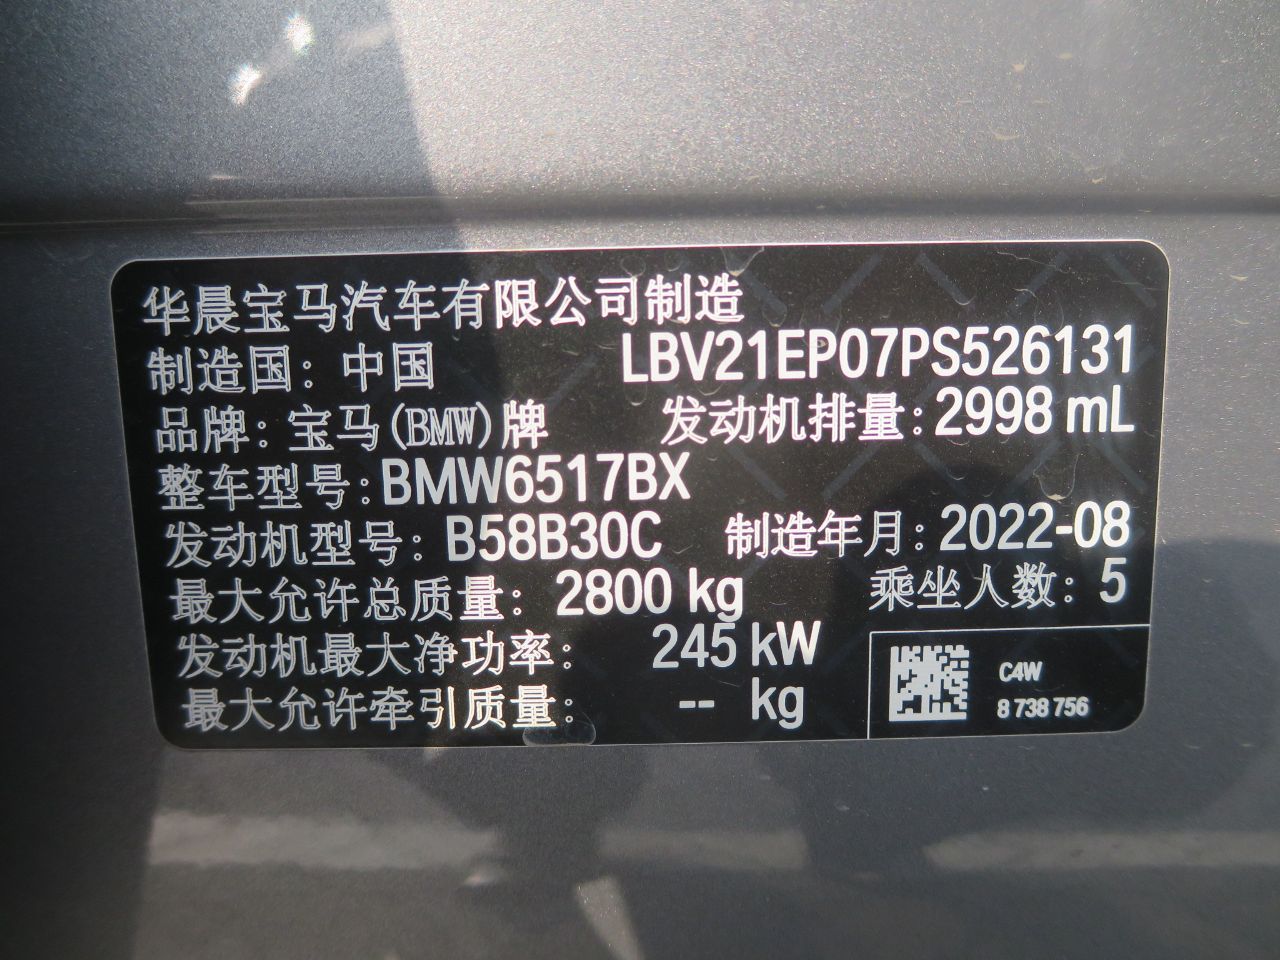 华晨宝马汽车有限公司制造
制造国：中国 LBV21EP07PS526131
品牌：宝马(BMW)牌 发动机排量：2998 mL
整车型号：BMW6517BX
发动机型号：B58B30C 制造年月：2022-08
最大允许总质量：2800 kg 乘坐人数：5
发动机最大净功率：245 kW
最大允许牵引质量：-- kg
C4W
8 738 756